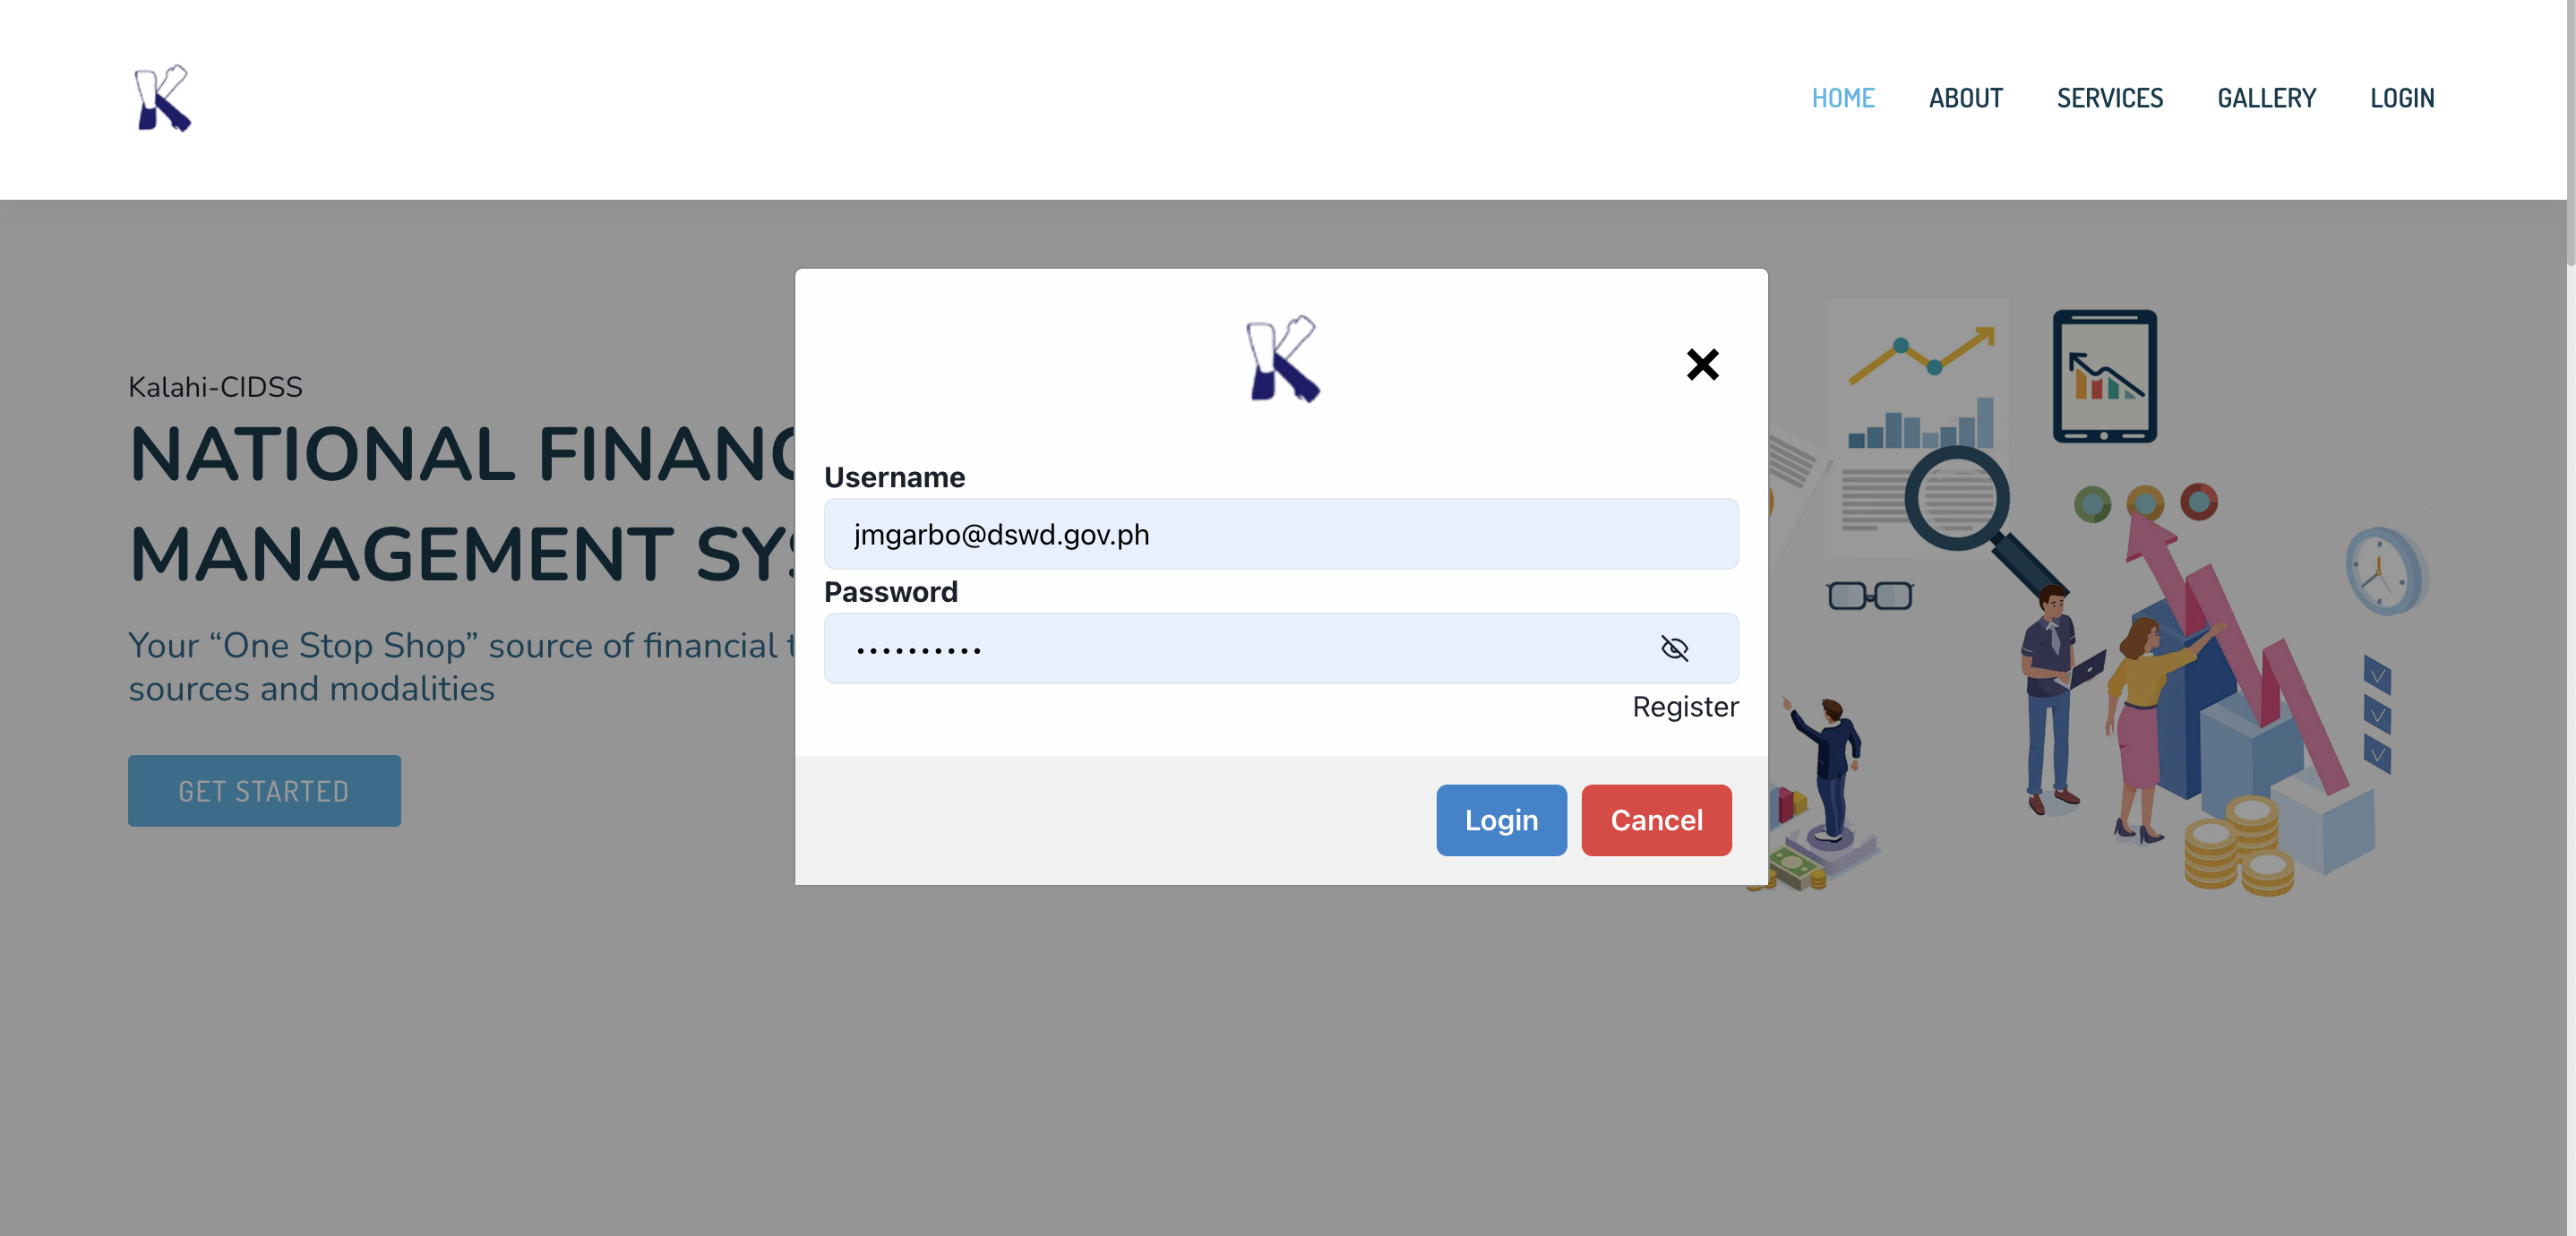 HOME ABOUT SERVICES GALLERY LOGIN
Kalahi-CIDSS
NATIONAL FINANC
MANAGEMENT SYS
Your “One Stop Shop” source of financial
sources and modalities
GET STARTED
Username
jmgarbo@dswd.gov.ph
Password
••••••••••
Register
Login Cancel